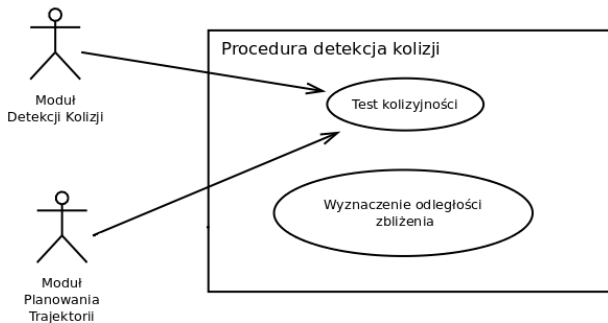 Procedura detekcja kolizji
Test kolizyjności
Moduł
Detekcji Kolizji
Wyznaczenie odległości
zbliżenia
Moduł
Planowania
Trajektorii